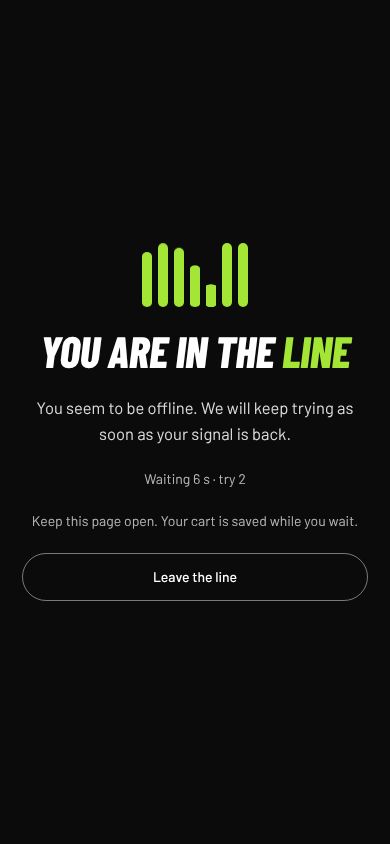 YOU ARE IN THE LINE
You seem to be offline. We will keep trying as
soon as your signal is back.
Waiting 6 s · try 2
Keep this page open. Your cart is saved while you wait.
Leave the line